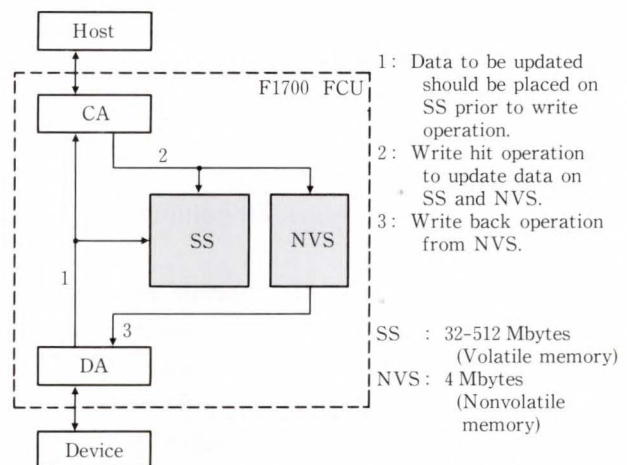 Host
F1700 FCU
CA
2
SS
NVS
1
3
DA
Device
1: Data to be updated
should be placed on
SS prior to write
operation.
2: Write hit operation
to update data on
SS and NVS.
3: Write back operation
from NVS.
SS : 32-512 Mbytes
(Volatile memory)
NVS: 4 Mbytes
(Nonvolatile
memory)